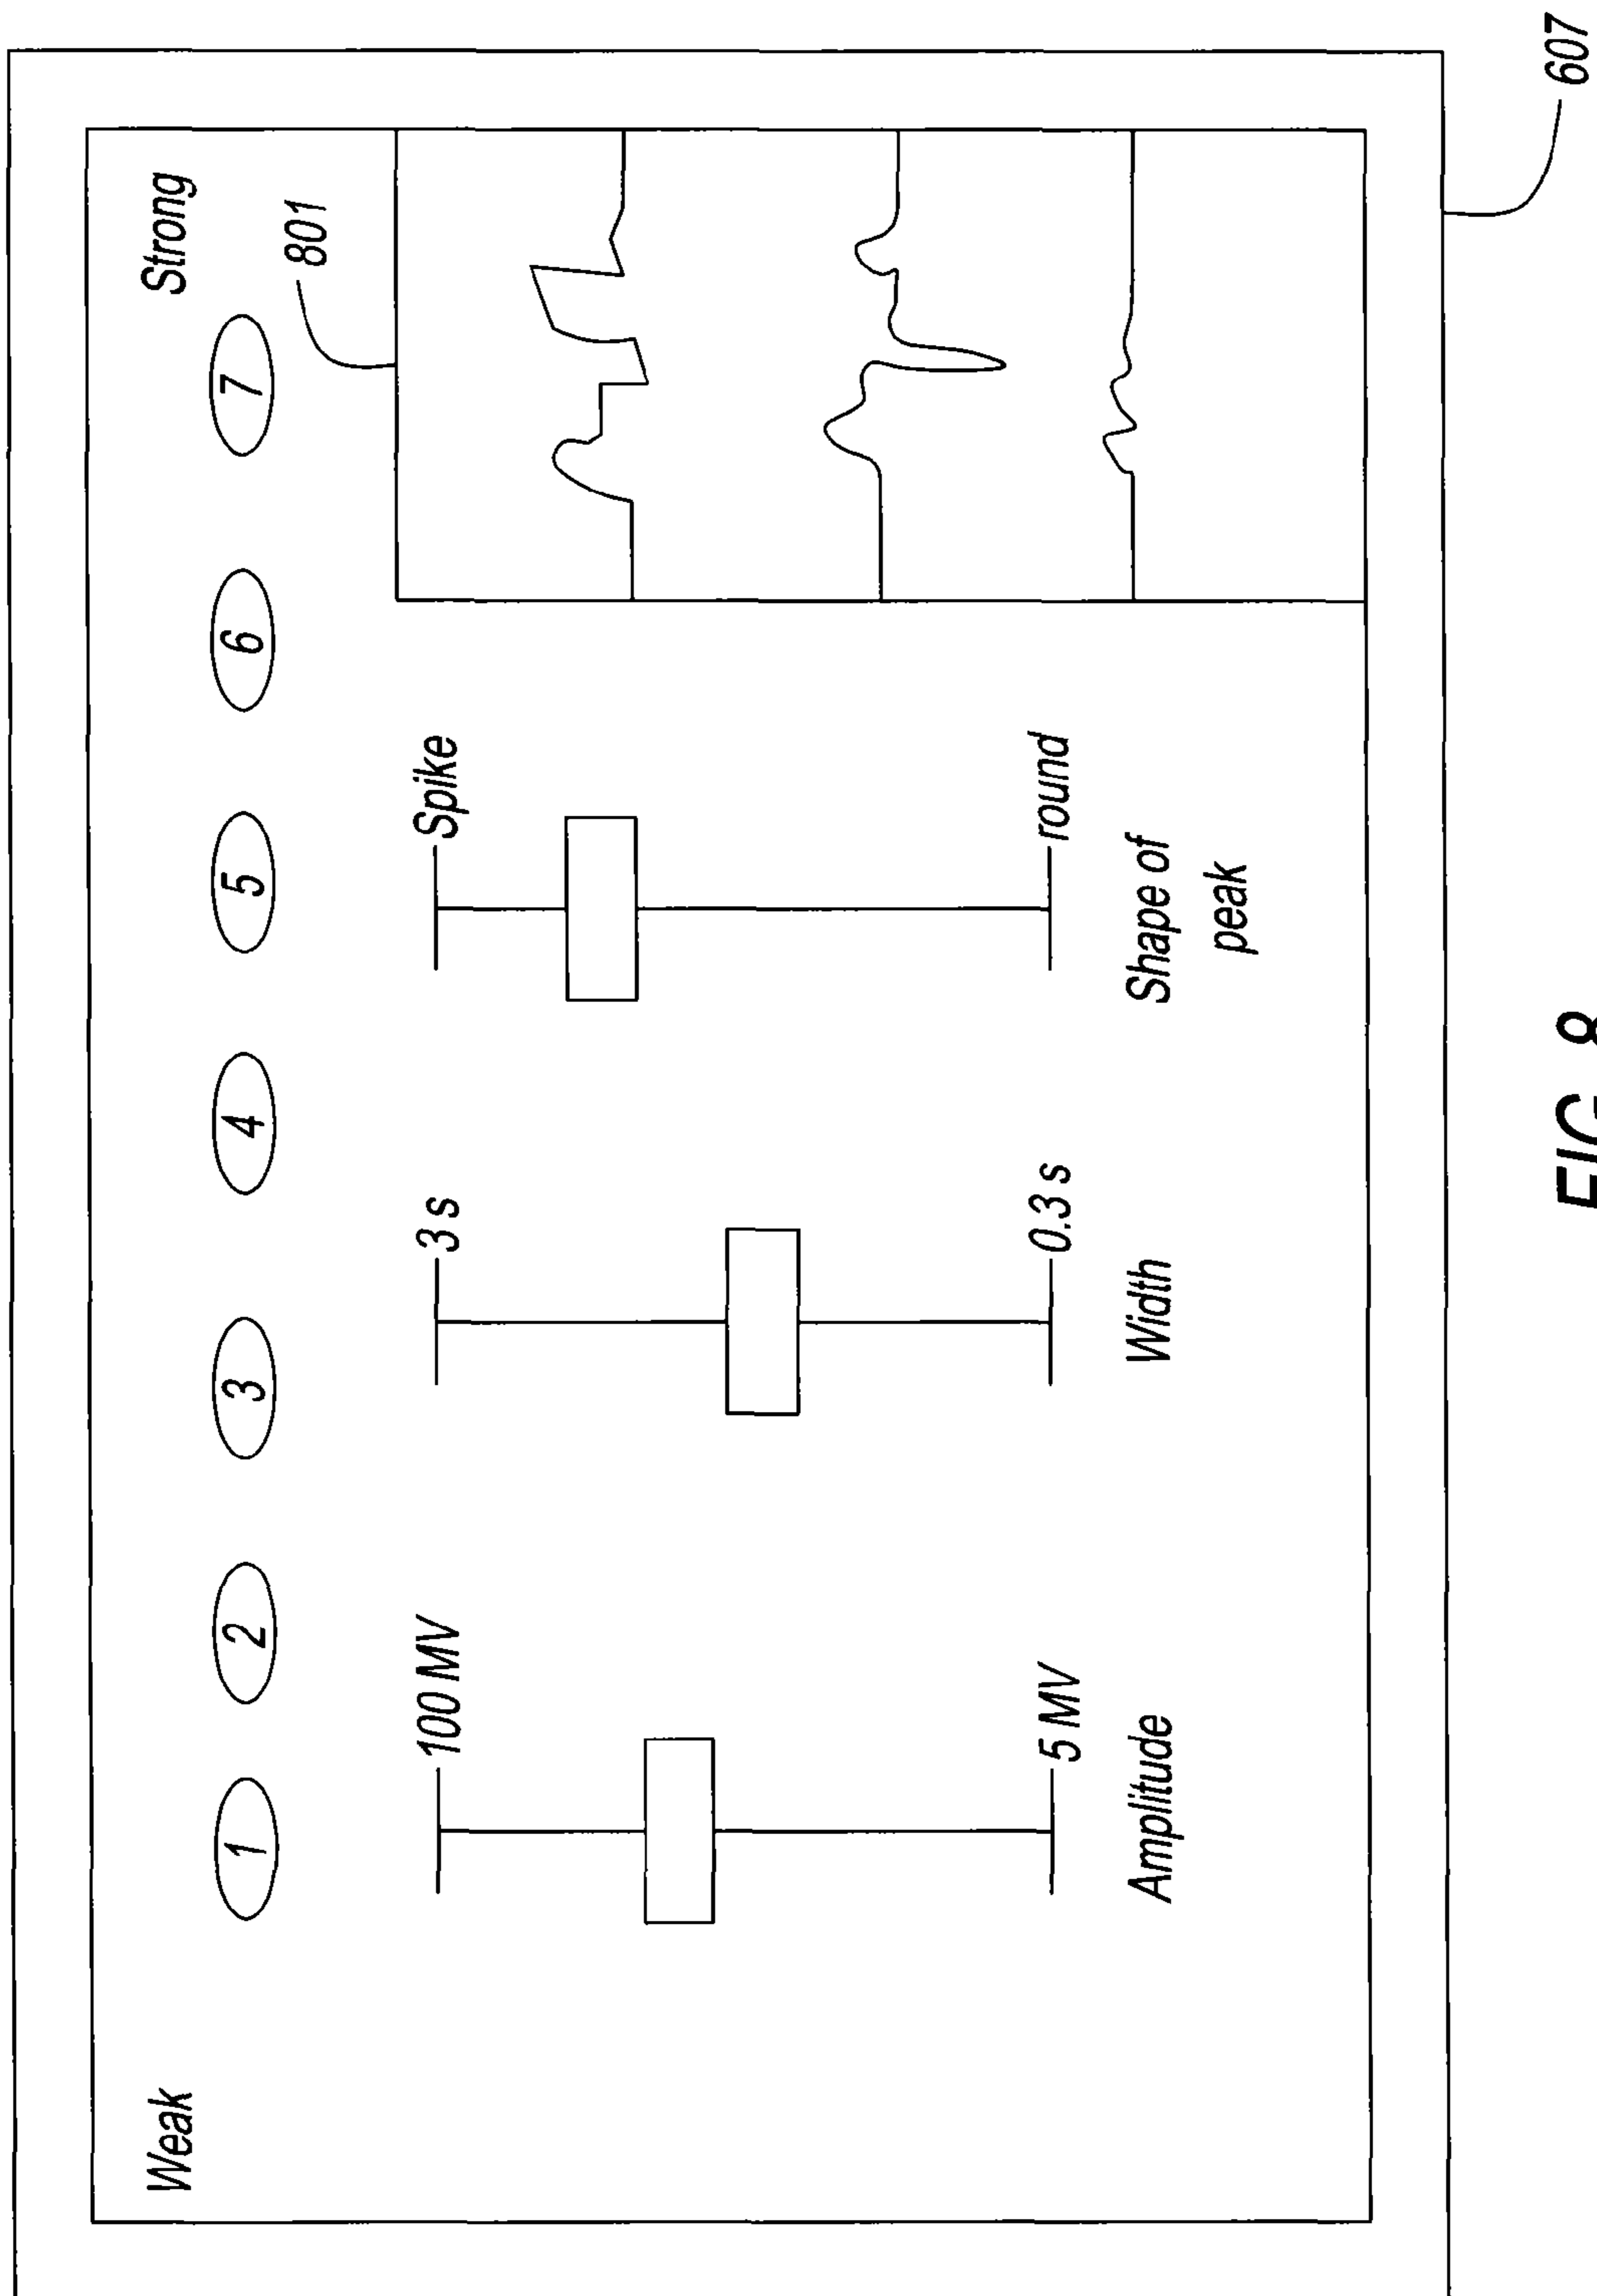 Weak Strong
1 2 3 4 5 6 7
801
100 MV 3 s Spike
5 MV 0.3 s round
Amplitude Width Shape of
peak
607
FIG. 8